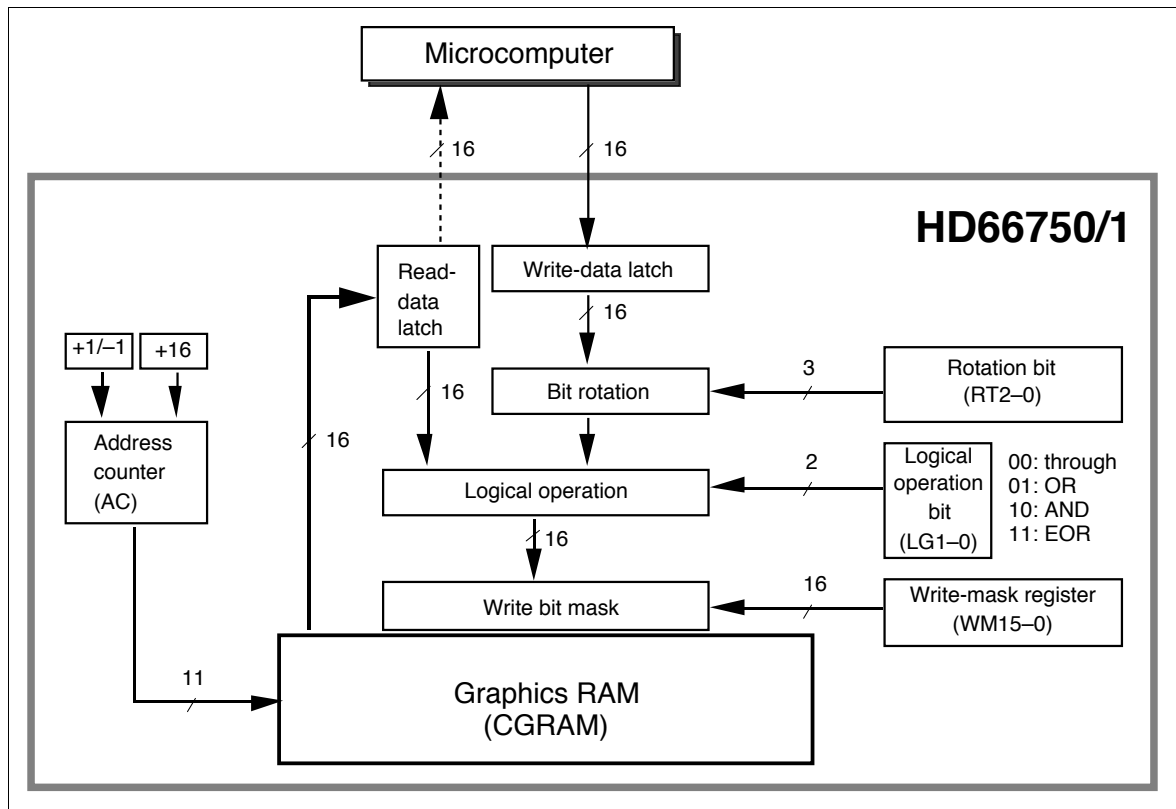 Microcomputer
16
16
HD66750/1
Read-
data
latch
Write-data latch
16
+1/–1
+16
16
16
Bit rotation
3
Rotation bit
(RT2–0)
Address
counter
(AC)
Logical operation
2
Logical
operation
bit
(LG1–0)
00: through
01: OR
10: AND
11: EOR
16
Write bit mask
16
Write-mask register
(WM15–0)
11
Graphics RAM
(CGRAM)